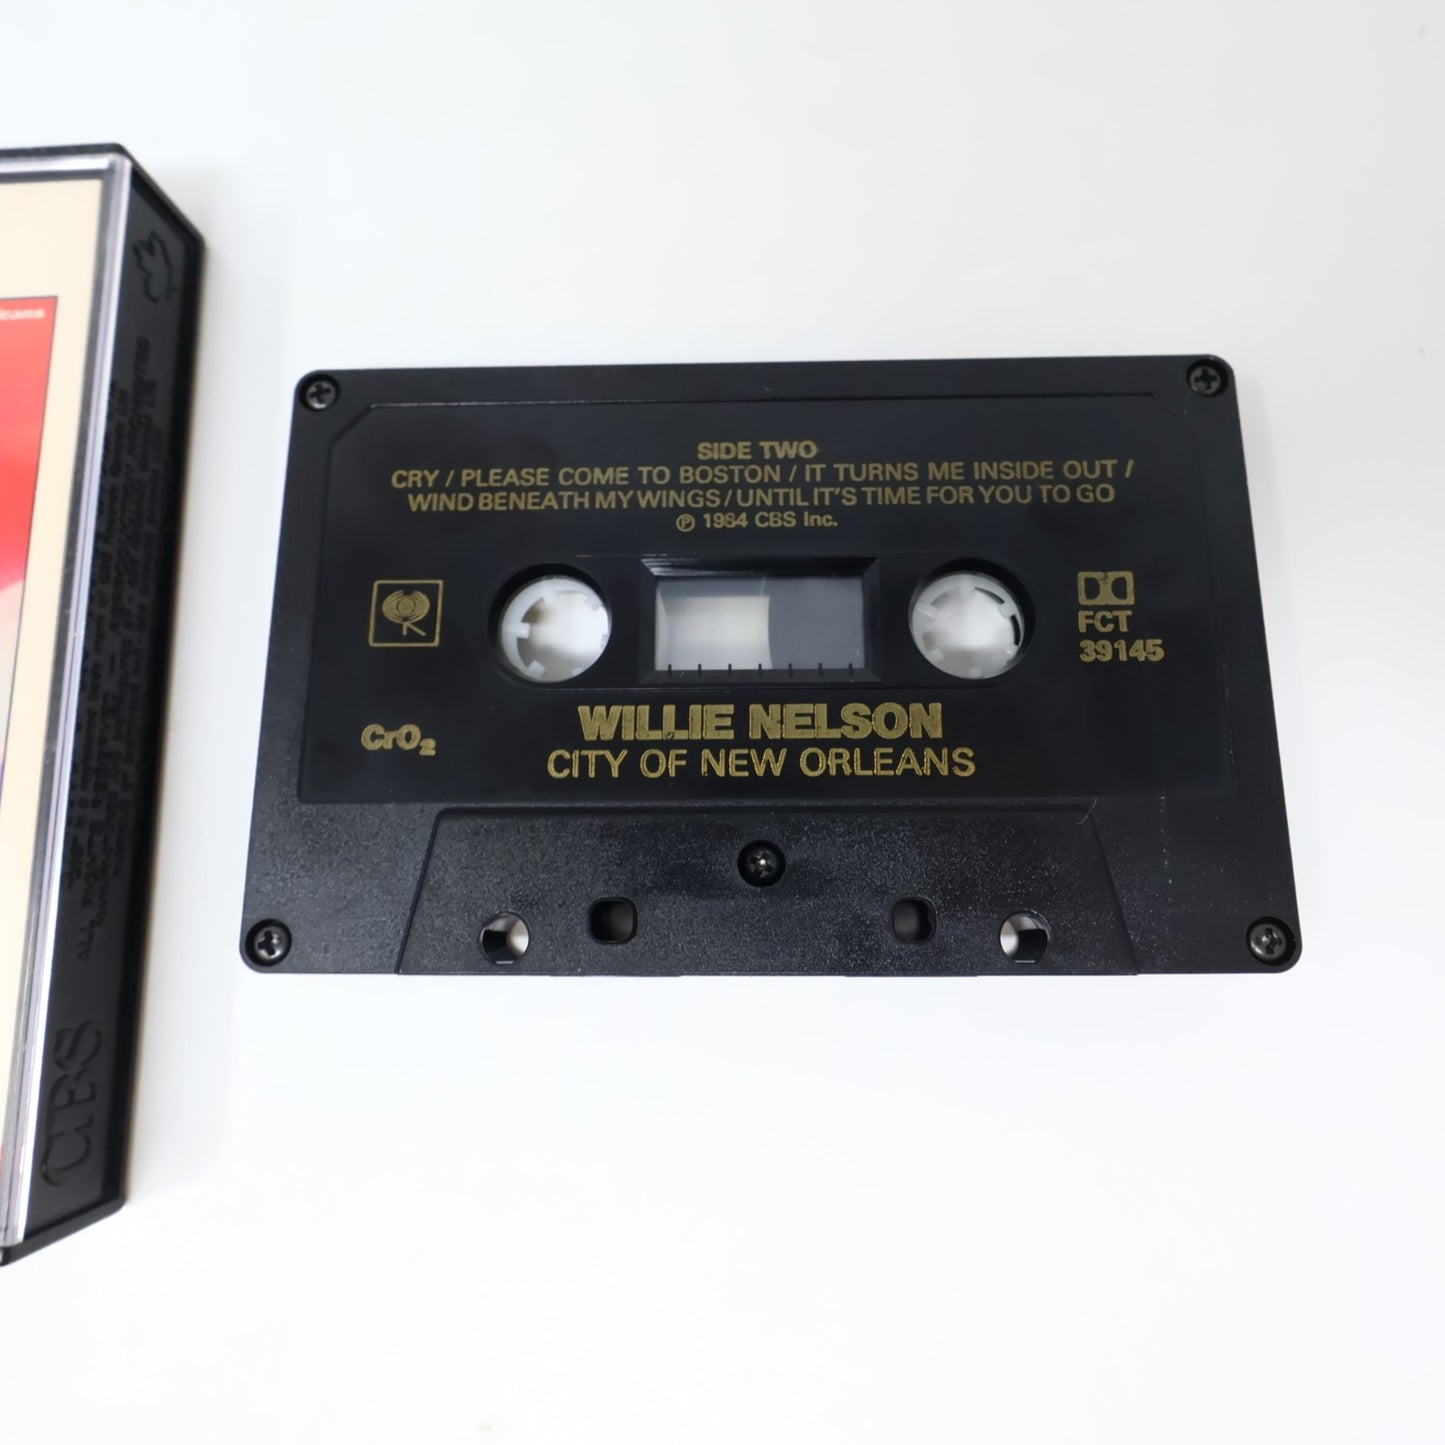 leans
SIDE TWO
CRY / PLEASE COME TO BOSTON / IT TURNS ME INSIDE OUT /
WIND BENEATH MY WINGS / UNTIL IT'S TIME FOR YOU TO GO
℗ 1984 CBS Inc.
FCT
39145
WILLIE NELSON
CrO₂
CITY OF NEW ORLEANS
CBS